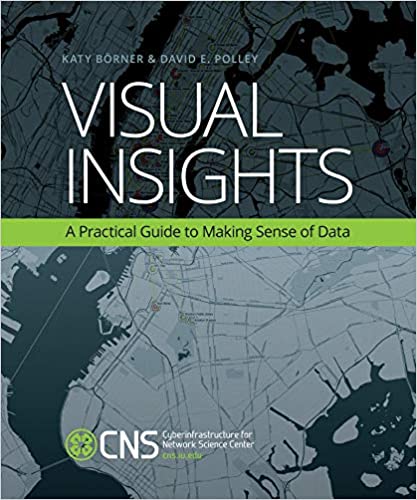 KATY BÖRNER & DAVID E. POLLEY
VISUAL
INSIGHTS
A Practical Guide to Making Sense of Data
CNS
Cyberinfrastructure for
Network Science Center
cns.iu.edu